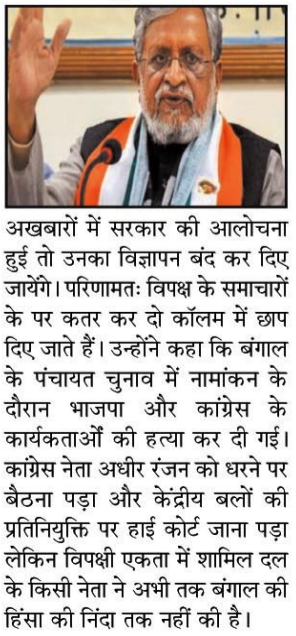 अखबारों में सरकार की आलोचना
हुई तो उनका विज्ञापन बंद कर दिए
जायेंगे। परिणामतः विपक्ष के समाचारों
के पर कतर कर दो कॉलम में छाप
दिए जाते हैं। उन्होंने कहा कि बंगाल
के पंचायत चुनाव में नामांकन के
दौरान भाजपा और कांग्रेस के
कार्यकताओं की हत्या कर दी गई।
कांग्रेस नेता अधीर रंजन को धरने पर
बैठना पड़ा और केंद्रीय बलों की
प्रतिनियुक्ति पर हाई कोर्ट जाना पड़ा
लेकिन विपक्षी एकता में शामिल दल
के किसी नेता ने अभी तक बंगाल की
हिंसा की निंदा तक नहीं की है।